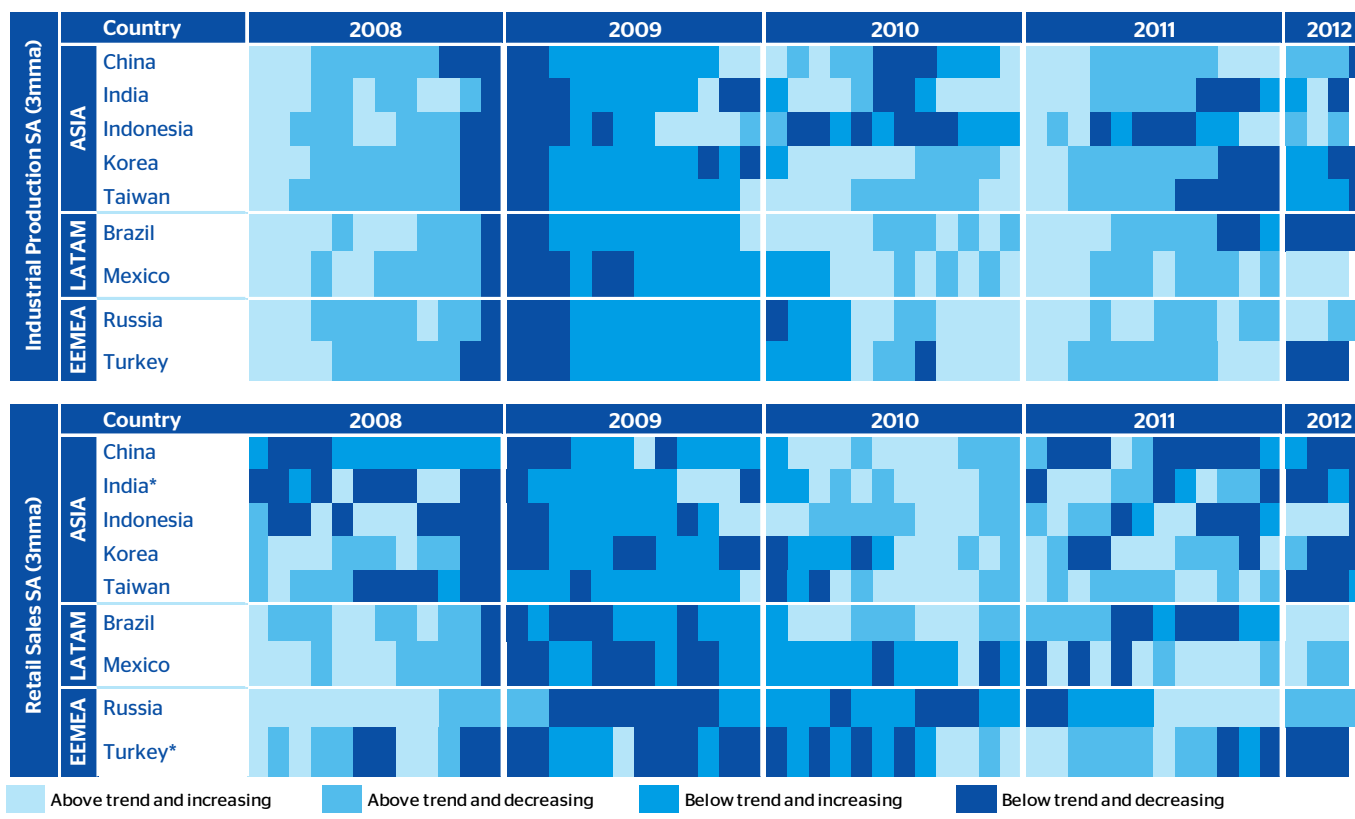 Industrial Production SA (3mma)
Country 2008 2009 2010 2011 2012
ASIA
China
India
Indonesia
Korea
Taiwan
LATAM
Brazil
Mexico
EEMEA
Russia
Turkey
Retail Sales SA (3mma)
Country 2008 2009 2010 2011 2012
ASIA
China
India*
Indonesia
Korea
Taiwan
LATAM
Brazil
Mexico
EEMEA
Russia
Turkey*
Above trend and increasing Above trend and decreasing Below trend and increasing Below trend and decreasing